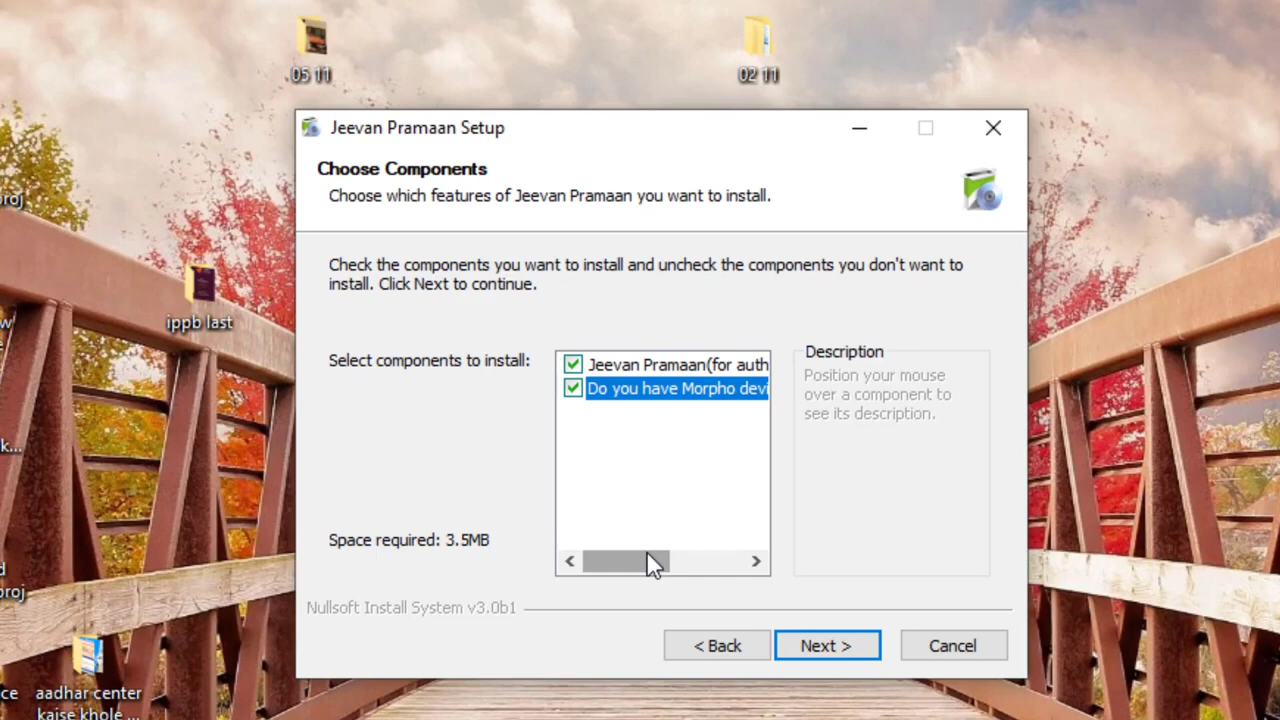 05 11
02 11
Jeevan Pramaan Setup
Choose Components
Choose which features of Jeevan Pramaan you want to install.
Check the components you want to install and uncheck the components you don't want to
install. Click Next to continue.
Select components to install:
Jeevan Pramaan(for auth
Do you have Morpho devi
Description
Position your mouse
over a component to
see its description.
Space required: 3.5MB
Nullsoft Install System v3.0b1
< Back
Next >
Cancel
roj
ippb last
w
k...
d
roj
ce
aadhar center
kaise khole ...